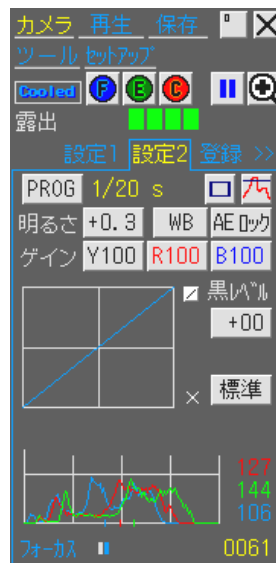 カメラ 再生 保存
ツール セットアップ
Cooled F E C
露出
設定1 設定2 登録 >>
PROG 1/20 s
明るさ +0.3 WB AEロック
ゲイン Y100 R100 B100
黒レベル
+00
× 標準
127
144
106
フォーカス 0061